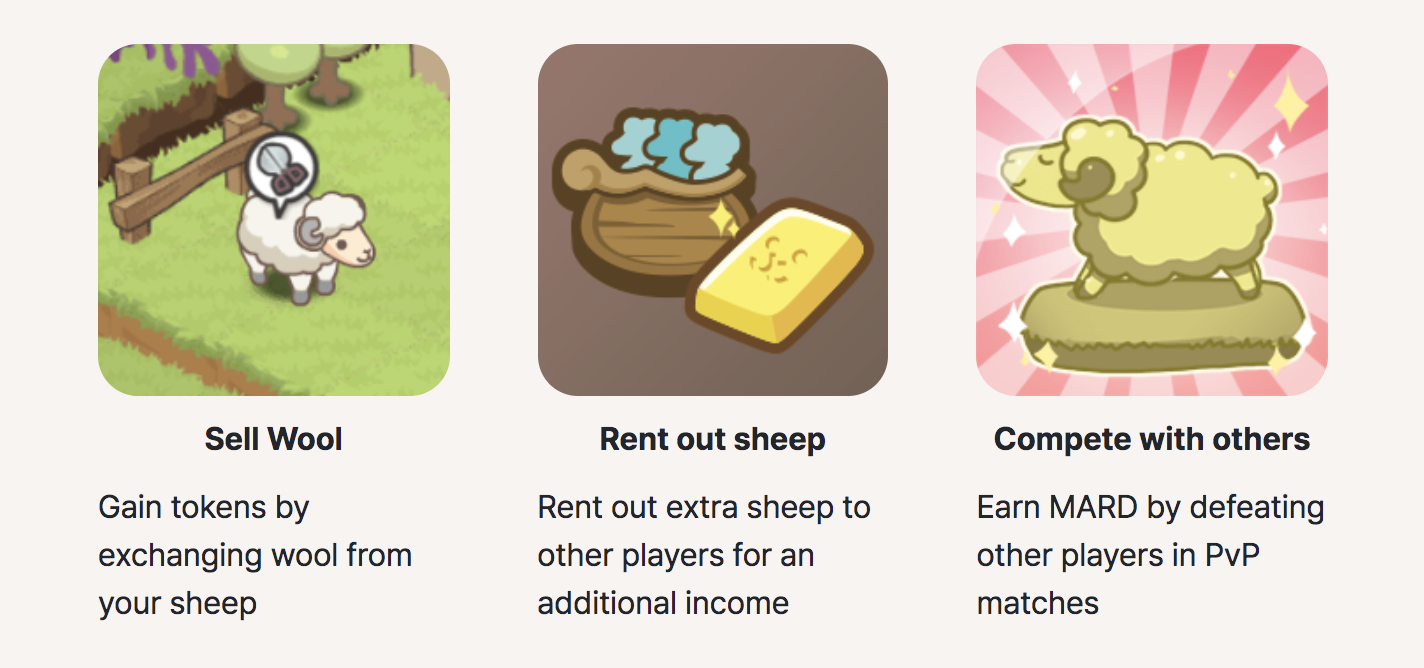 Sell Wool
Gain tokens by
exchanging wool from
your sheep
Rent out sheep
Rent out extra sheep to
other players for an
additional income
Compete with others
Earn MARD by defeating
other players in PvP
matches